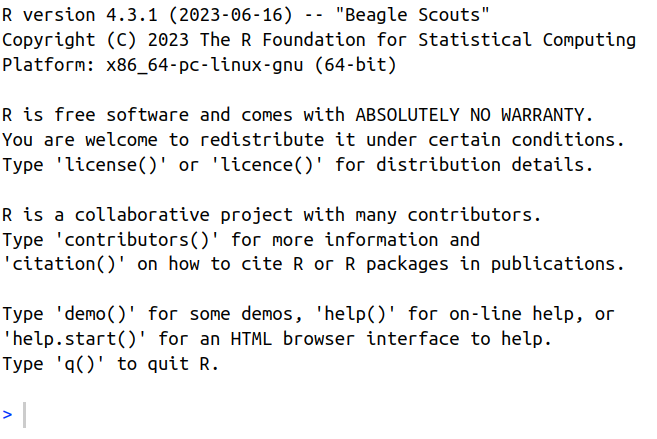 R version 4.3.1 (2023-06-16) -- "Beagle Scouts"
Copyright (C) 2023 The R Foundation for Statistical Computing
Platform: x86_64-pc-linux-gnu (64-bit)

R is free software and comes with ABSOLUTELY NO WARRANTY.
You are welcome to redistribute it under certain conditions.
Type 'license()' or 'licence()' for distribution details.

R is a collaborative project with many contributors.
Type 'contributors()' for more information and
'citation()' on how to cite R or R packages in publications.

Type 'demo()' for some demos, 'help()' for on-line help, or
'help.start()' for an HTML browser interface to help.
Type 'q()' to quit R.

>